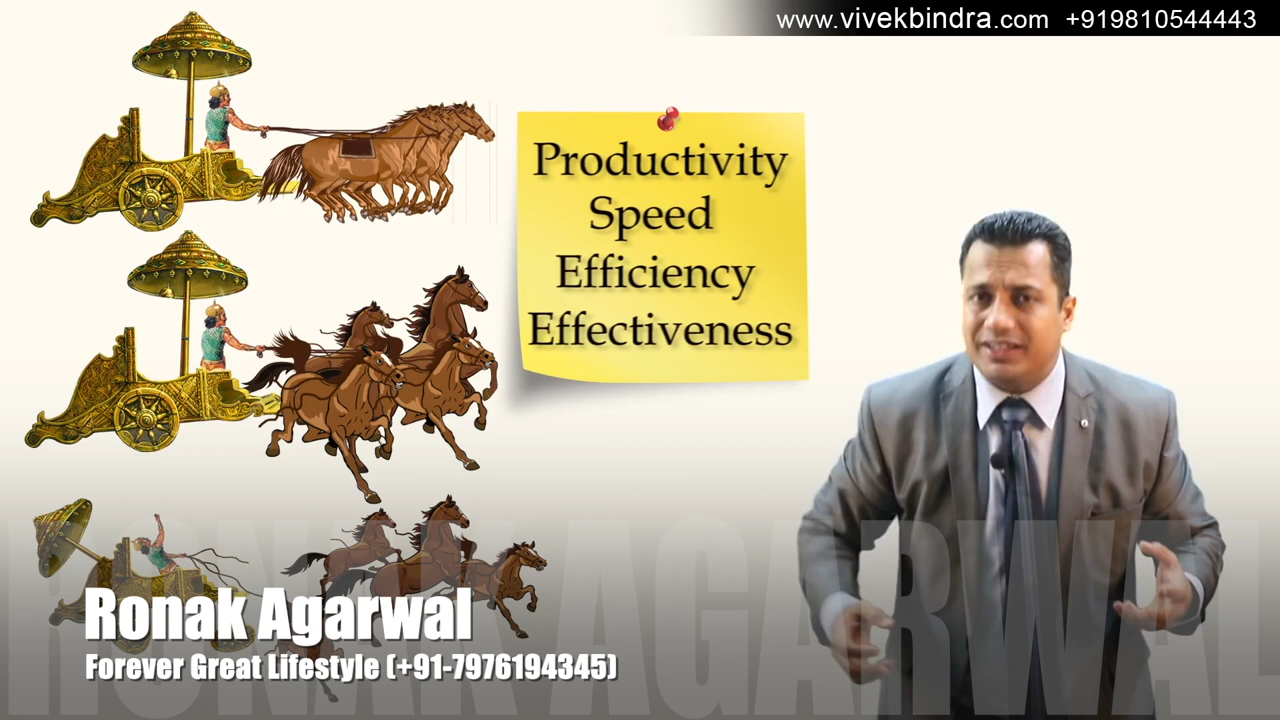 www.vivekbindra.com +919810544443
Productivity
Speed
Efficiency
Effectiveness
RONAK AGARWAL
Ronak Agarwal
Forever Great Lifestyle (+91-7976194345)